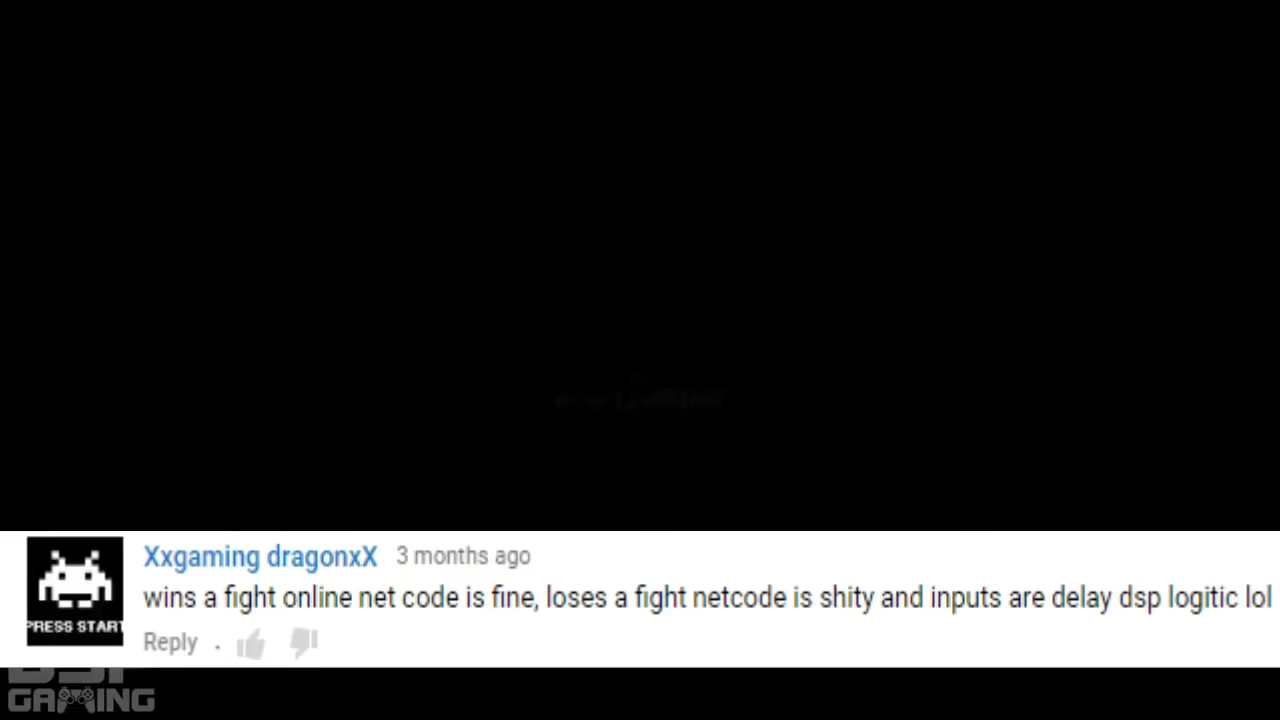 Xxgaming dragonxX 3 months ago
wins a fight online net code is fine, loses a fight netcode is shity and inputs are delay dsp logitic lol
PRESS START
Reply .
DSP
GAMING